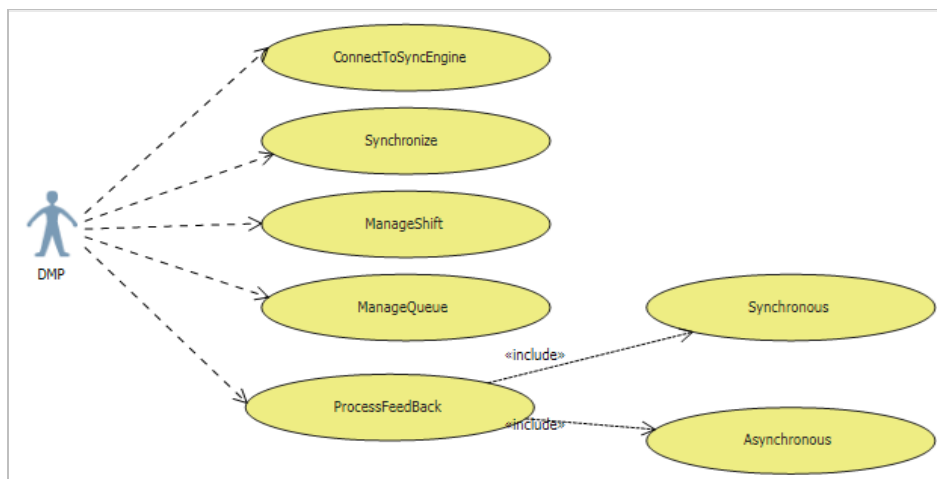 ConnectToSyncEngine
Synchronize
ManageShift
DMP
ManageQueue
Synchronous
«include»
ProcessFeedBack
«include»
Asynchronous